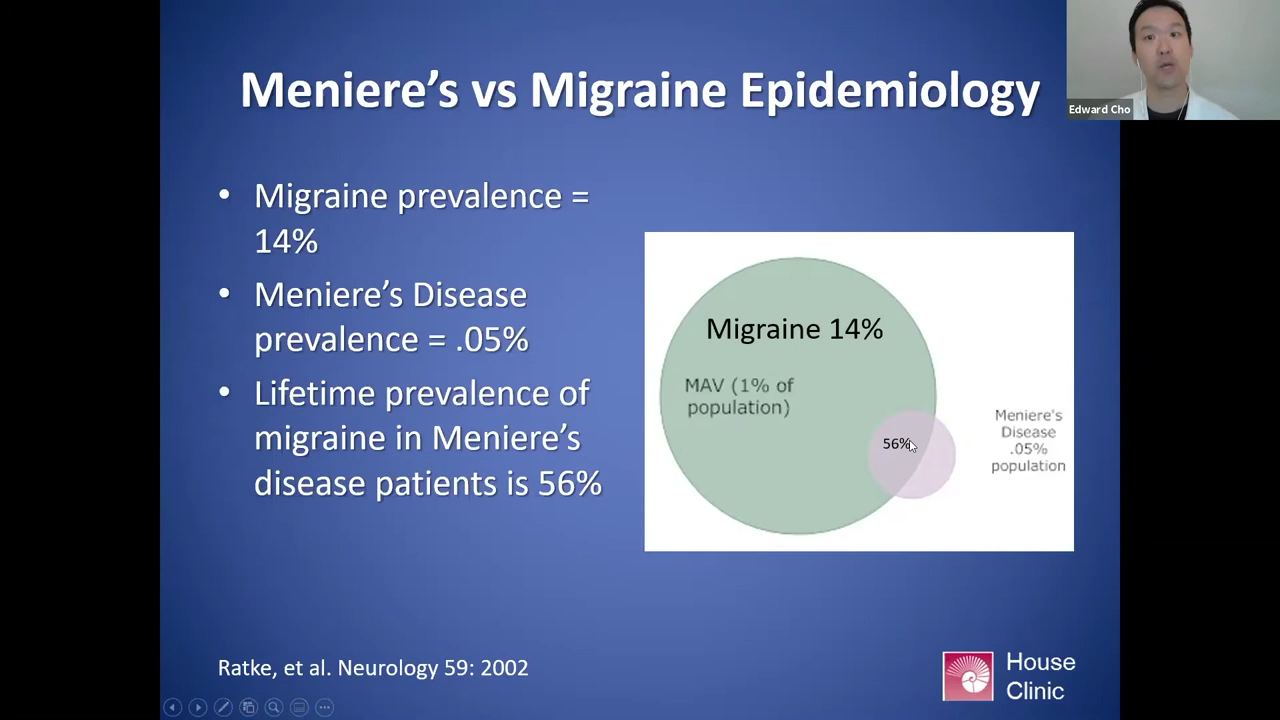 Meniere's vs Migraine Epidemiology
Edward Cho
• Migraine prevalence =
14%
• Meniere's Disease
prevalence = .05%
• Lifetime prevalence of
migraine in Meniere's
disease patients is 56%
Migraine 14%
MAV (1% of
population)
56%
Meniere's
Disease
.05%
population
Ratke, et al. Neurology 59: 2002
House
Clinic